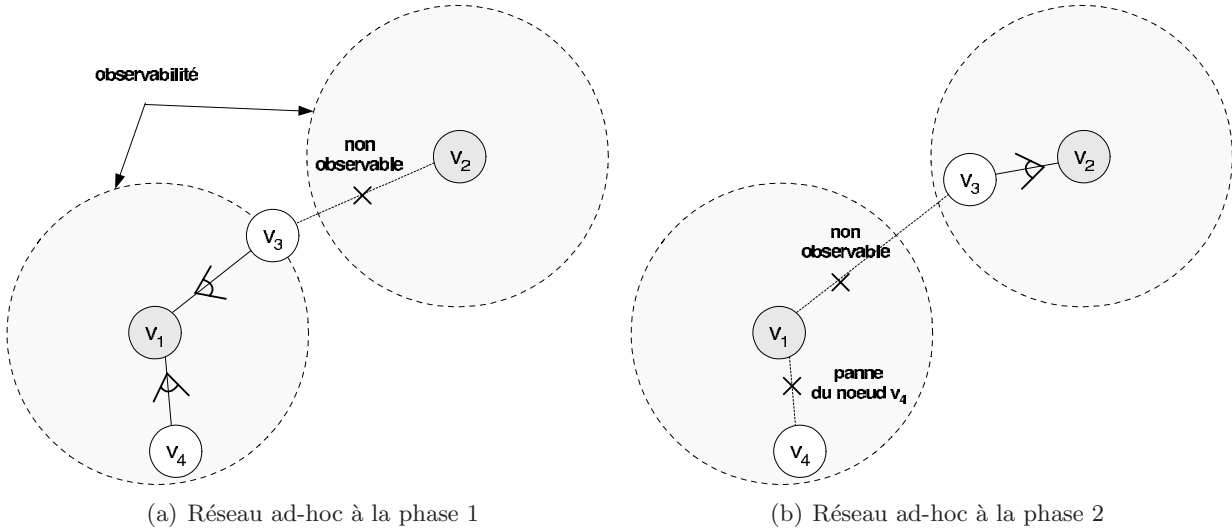 observabilité
non
observable
v2
v3
v1
v4
(a) Réseau ad-hoc à la phase 1
v2
v3
non
observable
v1
panne
du noeud v4
v4
(b) Réseau ad-hoc à la phase 2